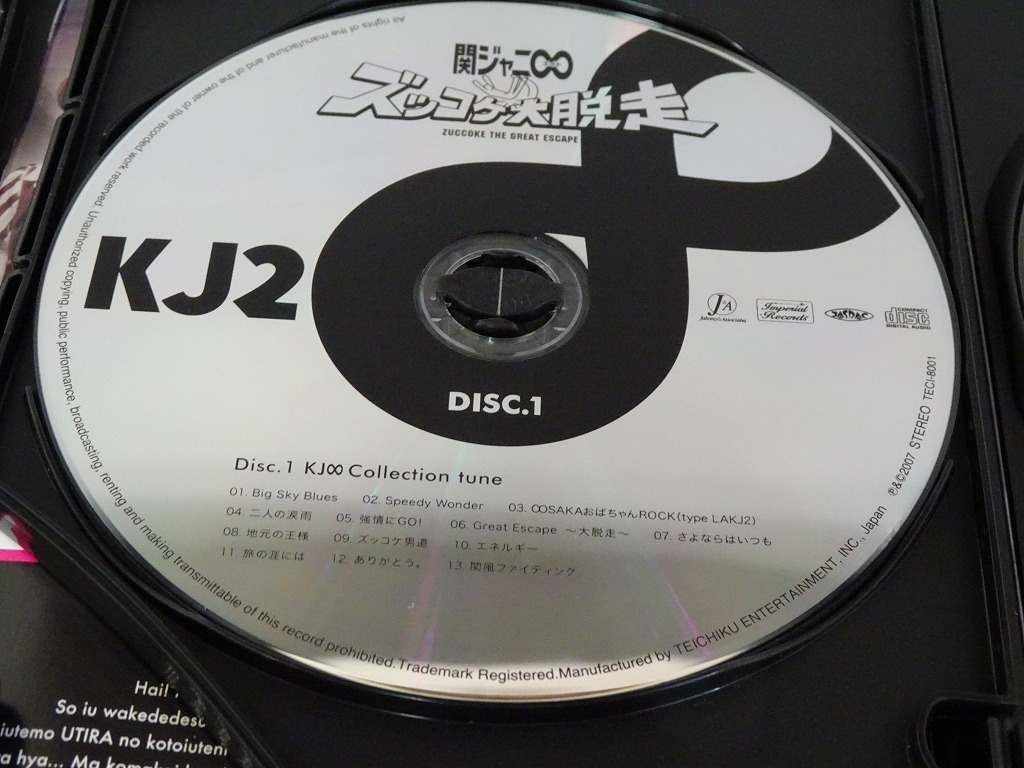 関ジャニ∞
ズッコケ大脱走
ZUCCOKE THE GREAT ESCAPE
KJ2
J&A
Johnny's Associates
Imperial Records
JASRAC
COMPACT disc DIGITAL AUDIO
DISC.1
Disc.1 KJ∞ Collection tune
01. Big Sky Blues 02. Speedy Wonder 03. ∞SAKAおばちゃんROCK(type LAKJ2)
04. 二人の涙雨 05. 強情にGO! 06. Great Escape ～大脱走～ 07. さよならはいつも
08. 地元の王様 09. ズッコケ男道 10. エネルギー
11. 旅の涯には 12. ありがとう。 13. 関風ファイティング
All rights of the manufacturer and of the owner of the recorded work reserved. Unauthorized copying, public performance, broadcasting, renting and making transmittable of this record prohibited. Trademark Registered. Manufactured by TEICHIKU ENTERTAINMENT, INC., Japan ℗&©2007 STEREO TECI-8001
Hail
So iu wakededesu
iutemo UTIRA no kotoiuteni
a hya... Ma